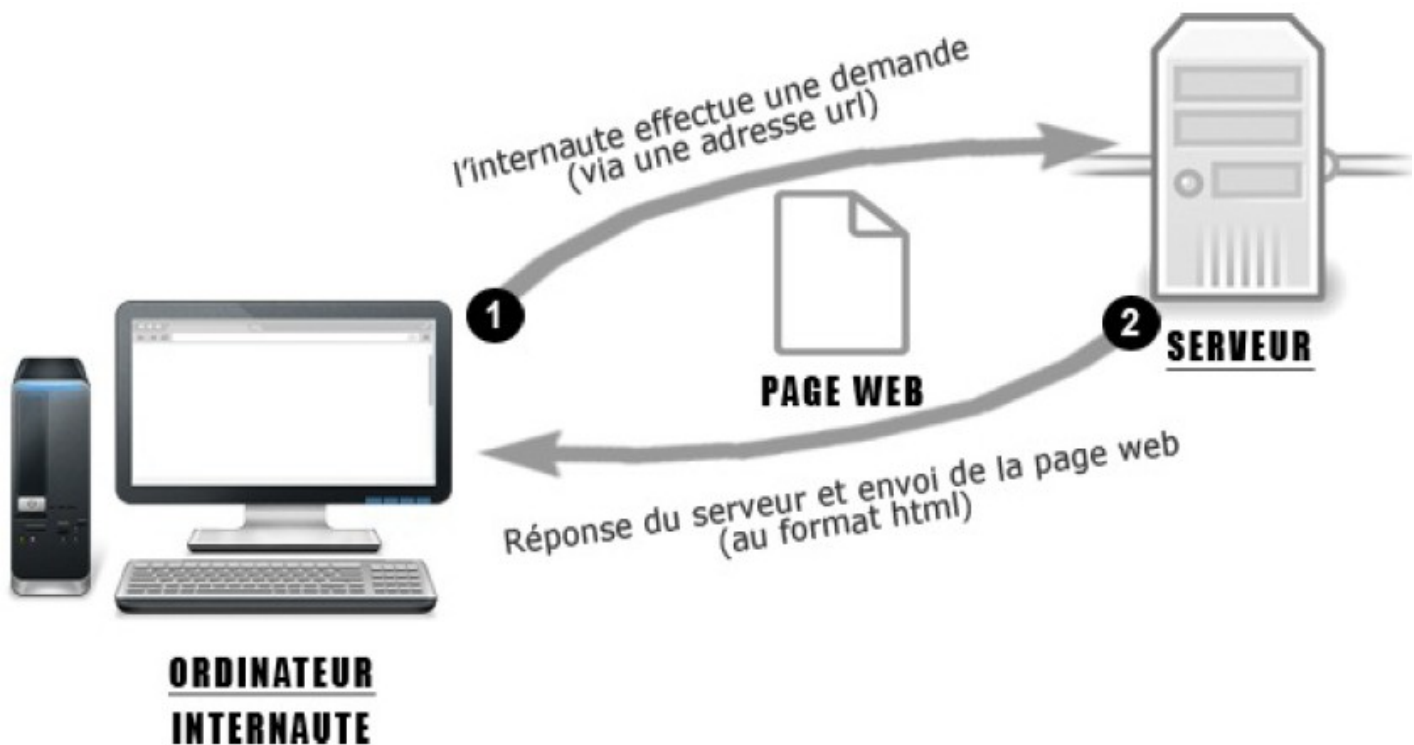 l'internaute effectue une demande
(via une adresse url)
1
2
SERVEUR
PAGE WEB
Réponse du serveur et envoi de la page web
(au format html)
ORDINATEUR
INTERNAUTE